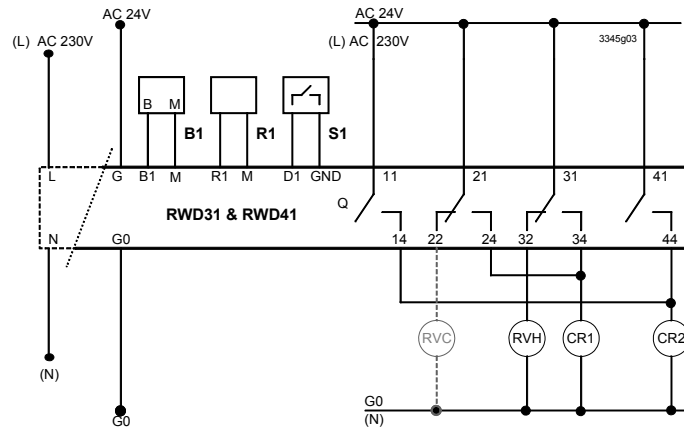 AC 24V
AC 24V
(L) AC 230V
(L) AC 230V
3345g03
B M
B1
R1
S1
L
G
B1
M
R1
M
D1
GND
11
21
31
41
Q
RWD31 & RWD41
N
G0
14
22
24
32
34
44
RVC
RVH
CR1
CR2
(N)
G0
G0
(N)